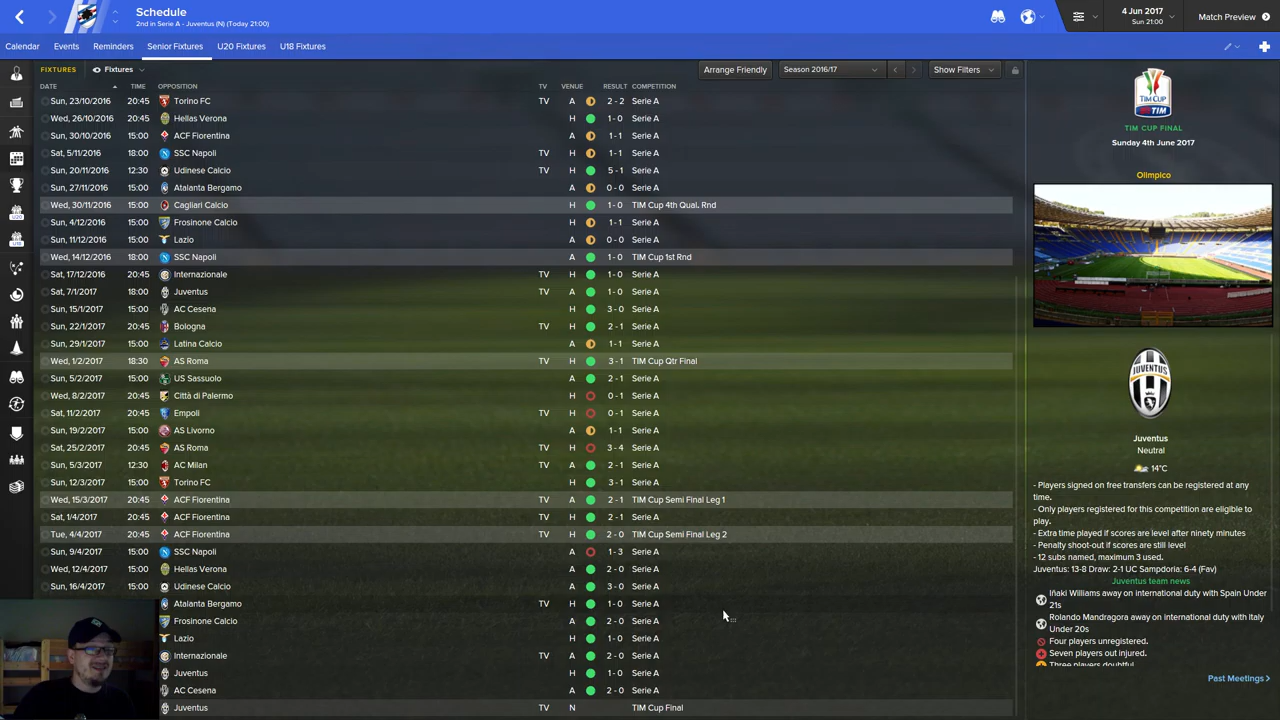 Schedule
2nd in Serie A - Juventus (N) (Today 21:00)
4 Jun 2017
Sun 21:00
Match Preview
Calendar Events Reminders Senior Fixtures U20 Fixtures U18 Fixtures
FIXTURES Fixtures Arrange Friendly Season 2016/17 Show Filters
DATE TIME OPPOSITION TV VENUE RESULT COMPETITION
Sun, 23/10/2016 20:45 Torino FC TV A 2 - 2 Serie A
Wed, 26/10/2016 20:45 Hellas Verona H 1 - 0 Serie A
Sun, 30/10/2016 15:00 ACF Fiorentina A 1 - 1 Serie A
Sat, 5/11/2016 18:00 SSC Napoli TV H 1 - 1 Serie A
Sun, 20/11/2016 12:30 Udinese Calcio TV H 5 - 1 Serie A
Sun, 27/11/2016 15:00 Atalanta Bergamo A 0 - 0 Serie A
Wed, 30/11/2016 15:00 Cagliari Calcio H 1 - 0 TIM Cup 4th Qual. Rnd
Sun, 4/12/2016 15:00 Frosinone Calcio H 1 - 1 Serie A
Sun, 11/12/2016 15:00 Lazio A 0 - 0 Serie A
Wed, 14/12/2016 18:00 SSC Napoli A 1 - 0 TIM Cup 1st Rnd
Sat, 17/12/2016 20:45 Internazionale TV H 1 - 0 Serie A
Sat, 7/1/2017 18:00 Juventus TV A 1 - 0 Serie A
Sun, 15/1/2017 15:00 AC Cesena H 3 - 0 Serie A
Sun, 22/1/2017 20:45 Bologna TV H 2 - 1 Serie A
Sun, 29/1/2017 15:00 Latina Calcio A 1 - 1 Serie A
Wed, 1/2/2017 18:30 AS Roma TV H 3 - 1 TIM Cup Qtr Final
Sun, 5/2/2017 15:00 US Sassuolo A 2 - 1 Serie A
Wed, 8/2/2017 20:45 Città di Palermo H 0 - 1 Serie A
Sat, 11/2/2017 20:45 Empoli TV H 0 - 1 Serie A
Sun, 19/2/2017 15:00 AS Livorno A 1 - 1 Serie A
Sat, 25/2/2017 20:45 AS Roma TV H 3 - 4 Serie A
Sun, 5/3/2017 12:30 AC Milan TV A 2 - 1 Serie A
Sun, 12/3/2017 15:00 Torino FC H 3 - 1 Serie A
Wed, 15/3/2017 20:45 ACF Fiorentina TV A 2 - 1 TIM Cup Semi Final Leg 1
Sat, 1/4/2017 20:45 ACF Fiorentina TV H 2 - 1 Serie A
Tue, 4/4/2017 20:45 ACF Fiorentina TV H 2 - 0 TIM Cup Semi Final Leg 2
Sun, 9/4/2017 15:00 SSC Napoli A 1 - 3 Serie A
Wed, 12/4/2017 20:45 Hellas Verona A 2 - 0 Serie A
Sun, 16/4/2017 15:00 Udinese Calcio A 3 - 0 Serie A
Atalanta Bergamo TV H 1 - 0 Serie A
Frosinone Calcio A 2 - 0 Serie A
Lazio H 1 - 0 Serie A
Internazionale TV A 2 - 0 Serie A
Juventus H 1 - 0 Serie A
AC Cesena A 2 - 0 Serie A
Juventus TV N TIM Cup Final
TIM CUP
TIM
TIM CUP FINAL
Sunday 4th June 2017
Olimpico
JUVENTUS
Juventus
Neutral
14°C
- Players signed on free transfers can be registered at any
time.
- Only players registered for this competition are eligible to
play.
- Extra time played if scores are level after ninety minutes
- Penalty shoot-out if scores are still level
- 12 subs named, maximum 3 used.
Juventus: 13-8 Draw: 2-1 UC Sampdoria: 6-4 (Fav)
Juventus team news
Iñaki Williams away on international duty with Spain Under
21s
Rolando Mandragora away on international duty with Italy
Under 20s
Four players unregistered.
Seven players out injured.
Three players doubtful.
Past Meetings